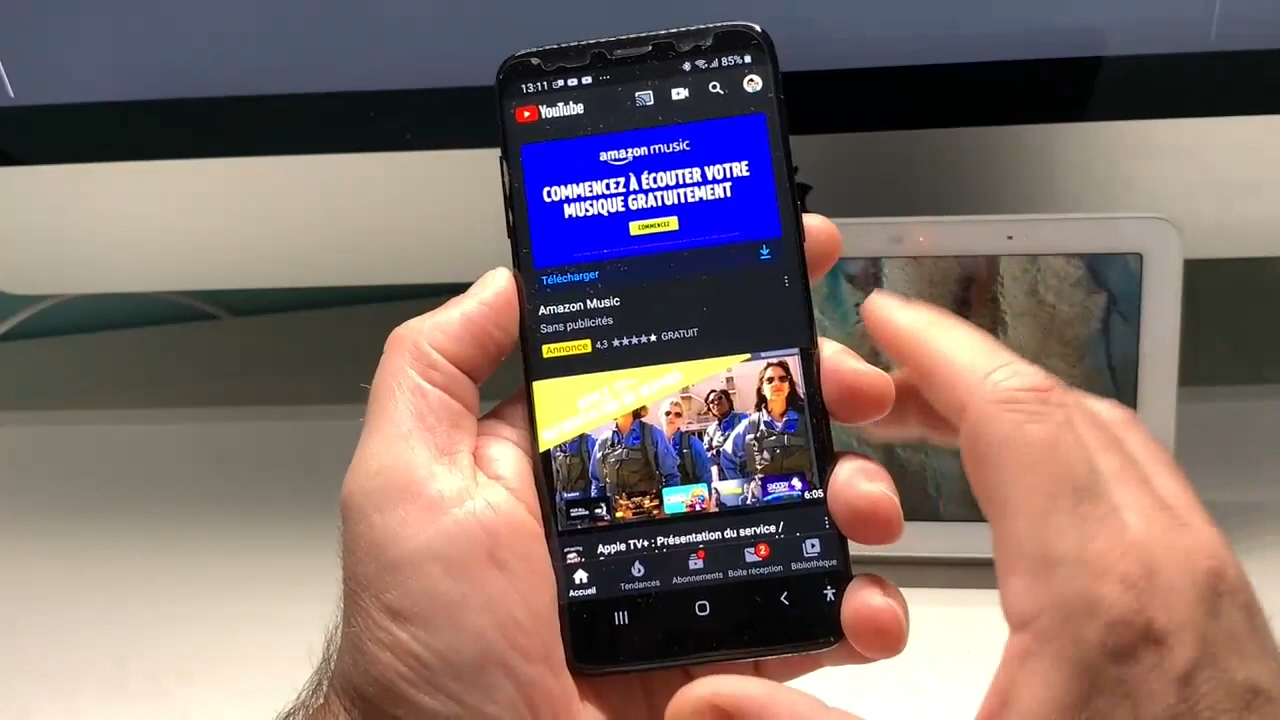 13:11
85%
YouTube
amazon music
COMMENCEZ À ÉCOUTER VOTRE
MUSIQUE GRATUITEMENT
COMMENCEZ
Télécharger
Amazon Music
Sans publicités
Annonce 4,3 GRATUIT
SNOOPY
6:05
Apple TV+ : Présentation du service /
Accueil
Tendances
Abonnements
2
Boîte réception
Bibliothèque